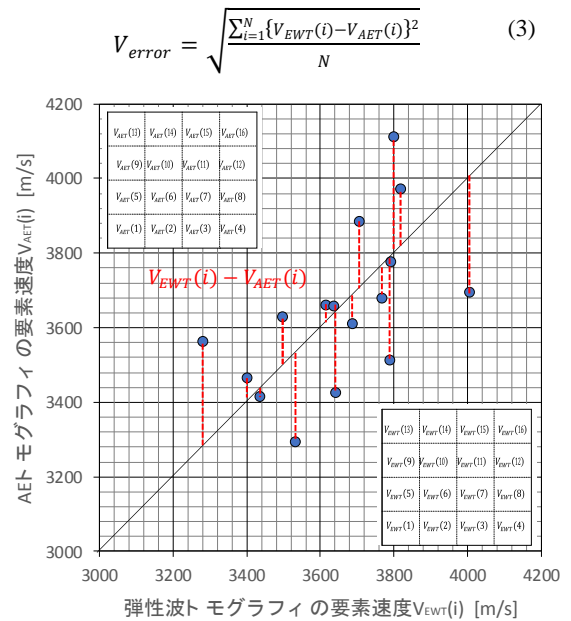 V_error = √(∑_{i=1}^{N}{V_EWT(i)−V_AET(i)}² / N) (3)
4200
4000
3800
3600
3400
3200
3000
AEトモグラフィの要素速度V_AET(i) [m/s]
V_AET(13) V_AET(14) V_AET(15) V_AET(16)
V_AET(9) V_AET(10) V_AET(11) V_AET(12)
V_AET(5) V_AET(6) V_AET(7) V_AET(8)
V_AET(1) V_AET(2) V_AET(3) V_AET(4)
V_EWT(i) − V_AET(i)
V_EWT(13) V_EWT(14) V_EWT(15) V_EWT(16)
V_EWT(9) V_EWT(10) V_EWT(11) V_EWT(12)
V_EWT(5) V_EWT(6) V_EWT(7) V_EWT(8)
V_EWT(1) V_EWT(2) V_EWT(3) V_EWT(4)
3000 3200 3400 3600 3800 4000 4200
弾性波トモグラフィの要素速度V_EWT(i) [m/s]